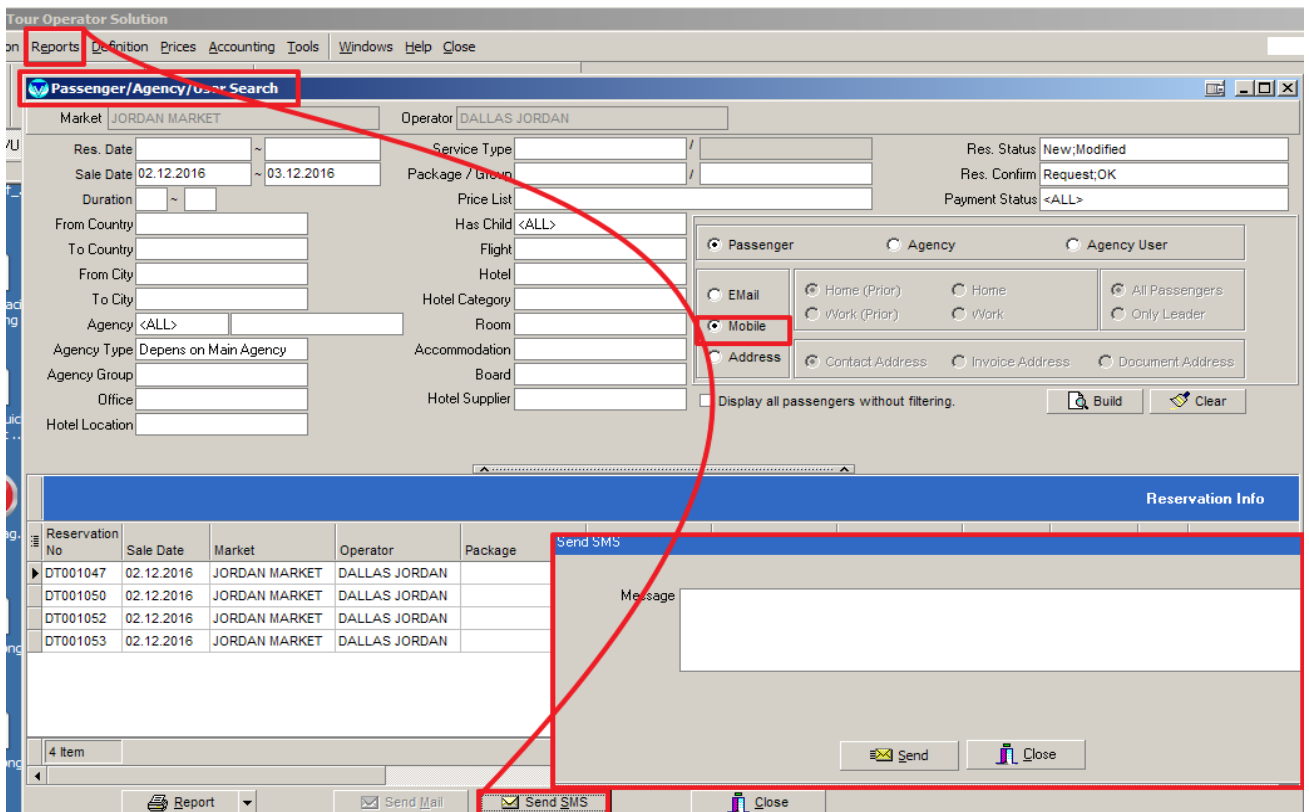 Tour Operator Solution
on Reports Definition Prices Accounting Tools Windows Help Close
Passenger/Agency/User Search
Market JORDAN MARKET Operator DALLAS JORDAN
Res. Date ~ Service Type / Res. Status New;Modified
Sale Date 02.12.2016 ~ 03.12.2016 Package / Group / Res. Confirm Request;OK
Duration ~ Price List Payment Status <ALL>
From Country Has Child <ALL>
To Country Flight Passenger Agency Agency User
From City Hotel
To City Hotel Category EMail Home (Prior) Home All Passengers
Agency <ALL> Room Mobile Work (Prior) Work Only Leader
Agency Type Depens on Main Agency Accommodation Address Contact Address Invoice Address Document Address
Agency Group Board
Office Hotel Supplier Display all passengers without filtering. Build Clear
Hotel Location
Reservation Info
Reservation No Sale Date Market Operator Package
DT001047 02.12.2016 JORDAN MARKET DALLAS JORDAN
DT001050 02.12.2016 JORDAN MARKET DALLAS JORDAN
DT001052 02.12.2016 JORDAN MARKET DALLAS JORDAN
DT001053 02.12.2016 JORDAN MARKET DALLAS JORDAN
Send SMS
Message
Send Close
4 Item
Report Send Mail Send SMS Close